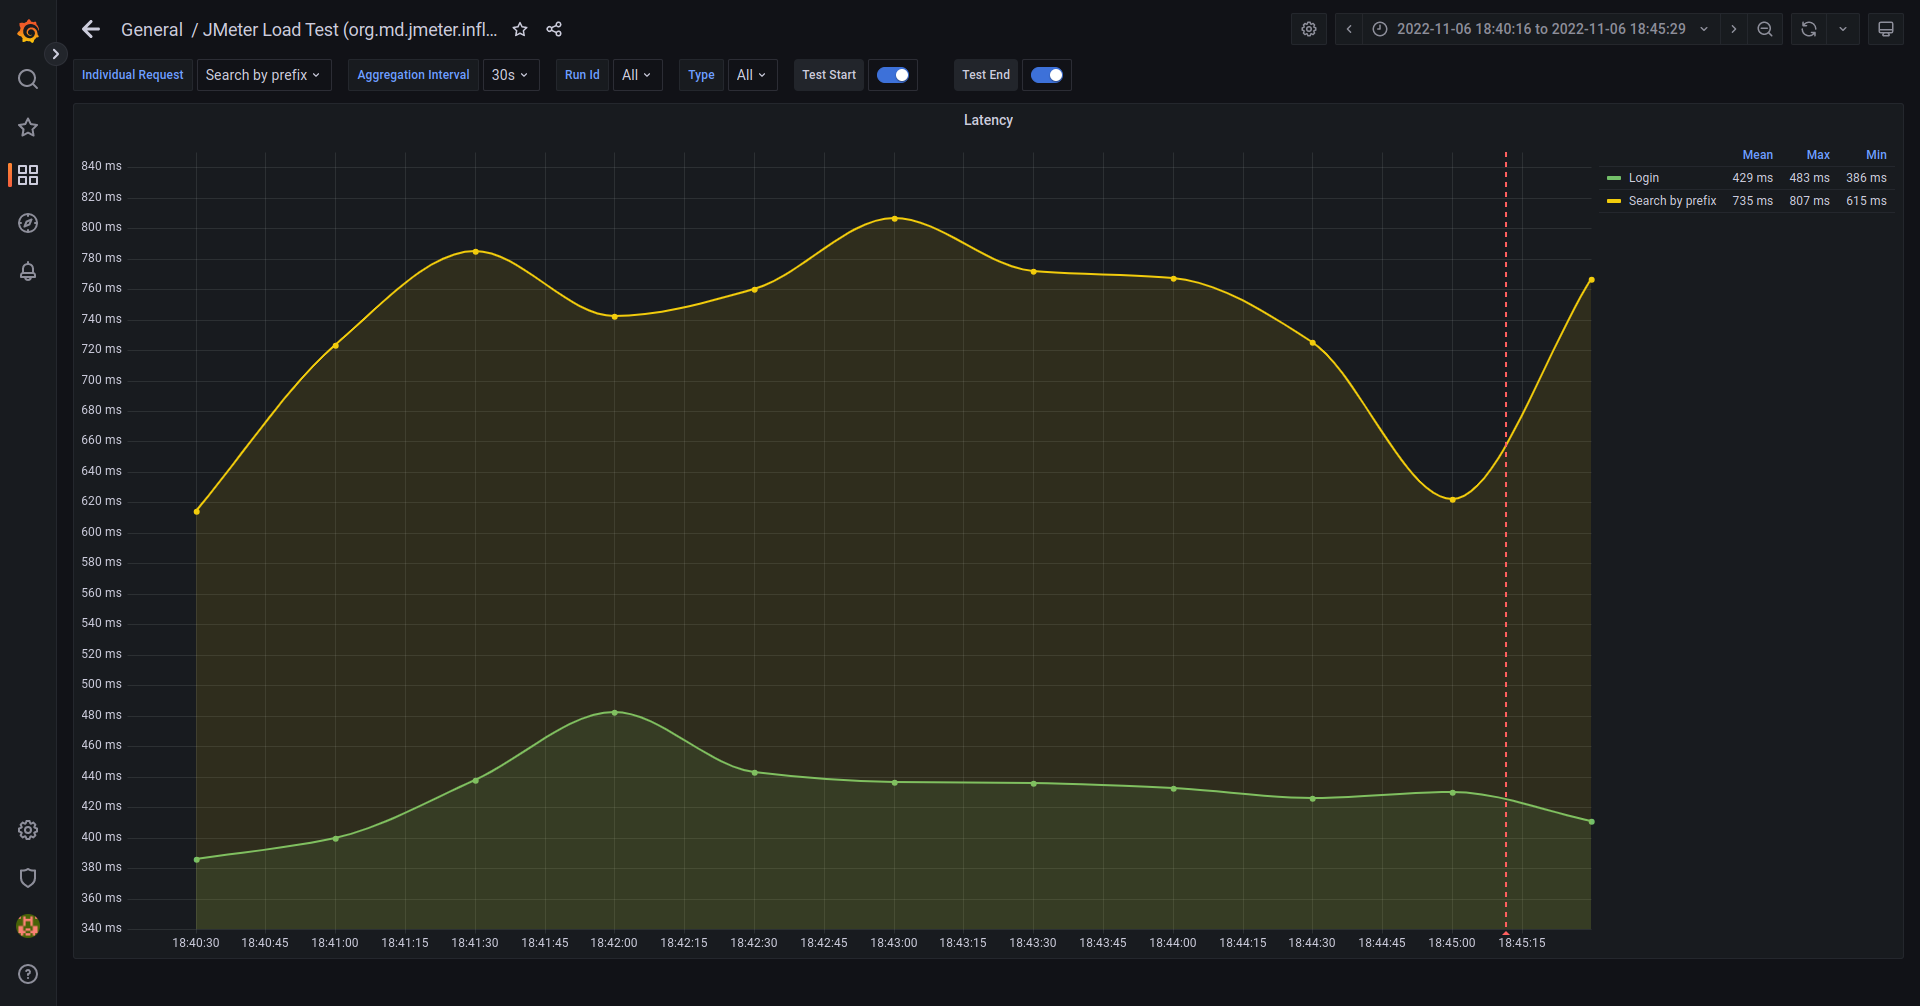 General / JMeter Load Test (org.md.jmeter.infl...
2022-11-06 18:40:16 to 2022-11-06 18:45:29
Individual Request Search by prefix Aggregation Interval 30s Run Id All Type All Test Start Test End
Latency
Mean Max Min
Login 429 ms 483 ms 386 ms
Search by prefix 735 ms 807 ms 615 ms
840 ms
820 ms
800 ms
780 ms
760 ms
740 ms
720 ms
700 ms
680 ms
660 ms
640 ms
620 ms
600 ms
580 ms
560 ms
540 ms
520 ms
500 ms
480 ms
460 ms
440 ms
420 ms
400 ms
380 ms
360 ms
340 ms
18:40:30 18:40:45 18:41:00 18:41:15 18:41:30 18:41:45 18:42:00 18:42:15 18:42:30 18:42:45 18:43:00 18:43:15 18:43:30 18:43:45 18:44:00 18:44:15 18:44:30 18:44:45 18:45:00 18:45:15